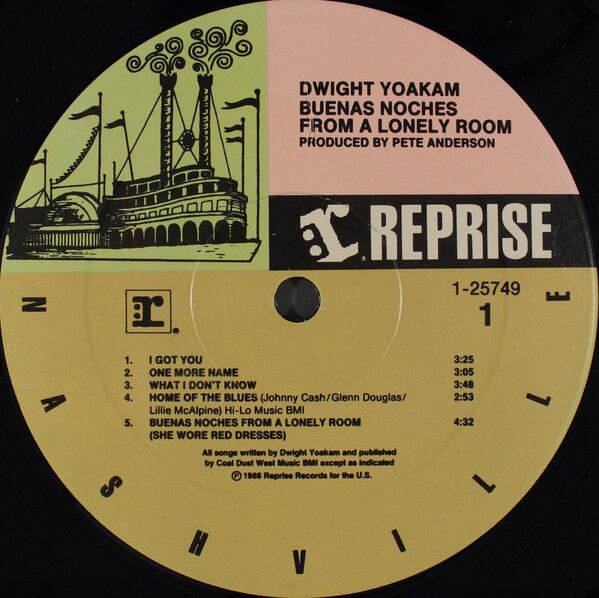 DWIGHT YOAKAM
BUENAS NOCHES
FROM A LONELY ROOM
PRODUCED BY PETE ANDERSON
r REPRISE
1-25749
1
r.
1. I GOT YOU 3:25
2. ONE MORE NAME 3:05
3. WHAT I DON'T KNOW 3:48
4. HOME OF THE BLUES (Johnny Cash/Glenn Douglas/ 2:53
Lillie McAlpine) Hi-Lo Music BMI
5. BUENAS NOCHES FROM A LONELY ROOM 4:32
(SHE WORE RED DRESSES)
All songs written by Dwight Yoakam and published
by Coal Dust West Music BMI except as indicated
℗ 1988 Reprise Records for the U.S.
NASHVILLE